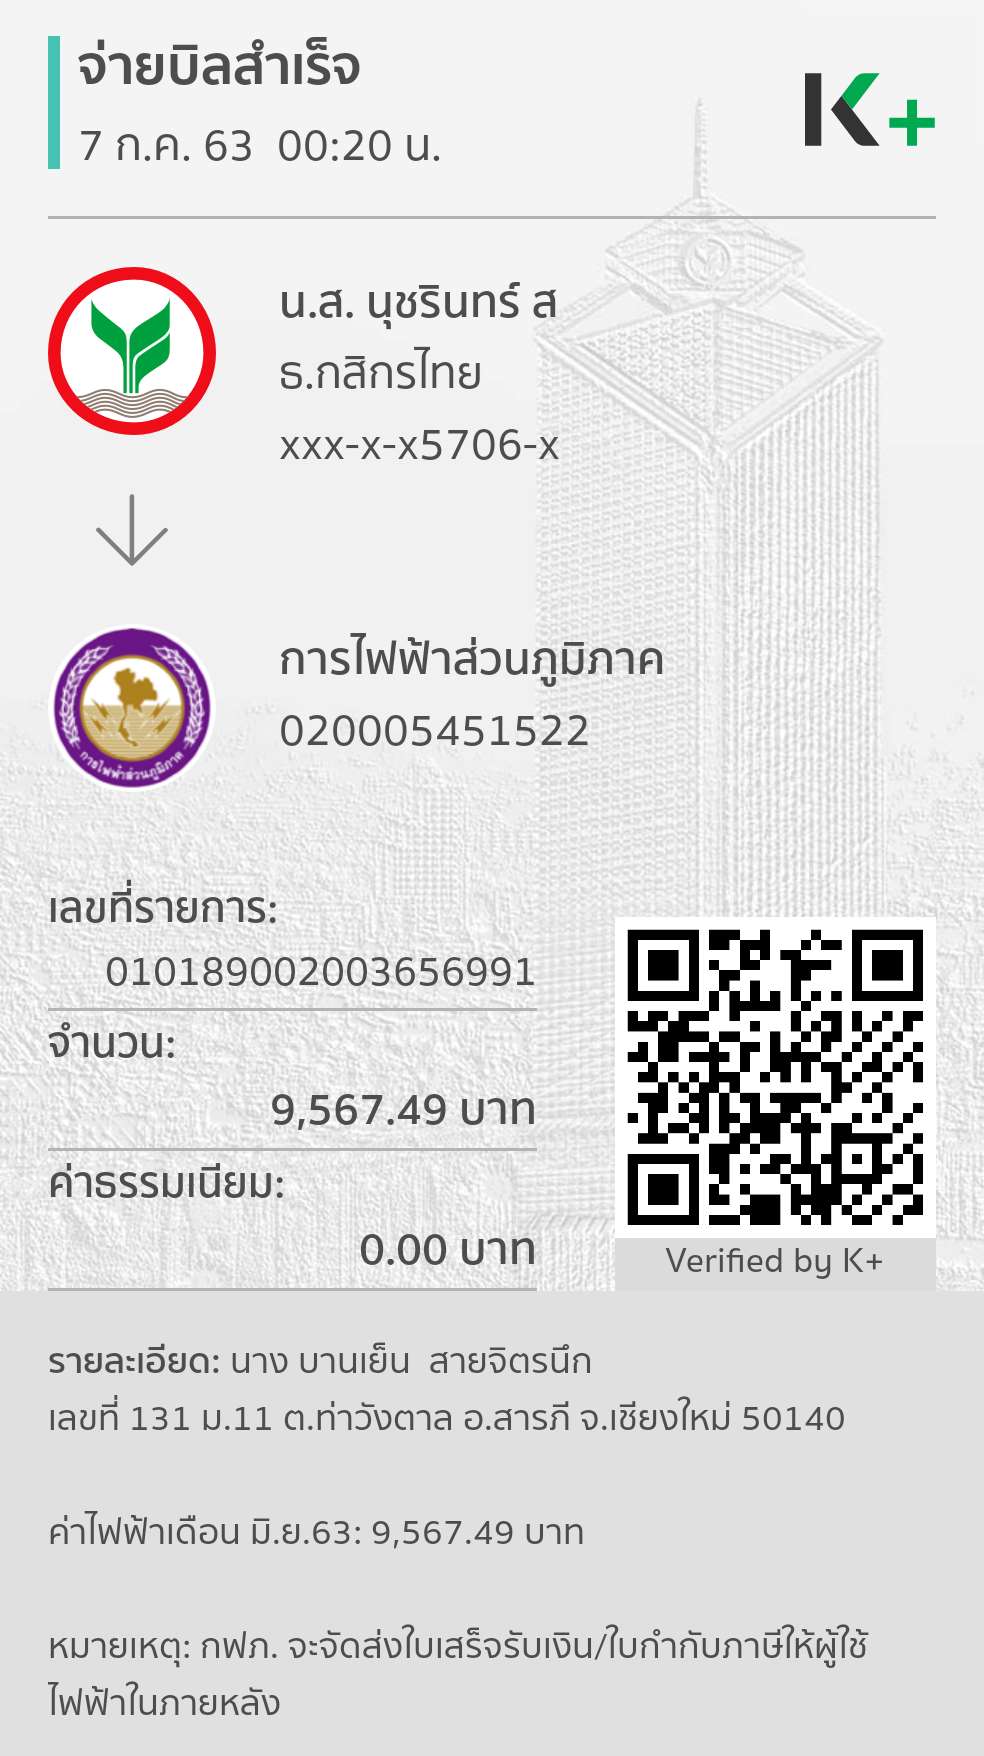 จ่ายบิลสำเร็จ
7 ก.ค. 63 00:20 น.
K+
น.ส. นุชรินทร์ ส
ธ.กสิกรไทย
xxx-x-x5706-x
การไฟฟ้าส่วนภูมิภาค
020005451522
การไฟฟ้าส่วนภูมิภาค
เลขที่รายการ:
010189002003656991
จำนวน:
9,567.49 บาท
ค่าธรรมเนียม:
0.00 บาท
Verified by K+
รายละเอียด: นาง บานเย็น สายจิตรนึก
เลขที่ 131 ม.11 ต.ท่าวังตาล อ.สารภี จ.เชียงใหม่ 50140
ค่าไฟฟ้าเดือน มิ.ย.63: 9,567.49 บาท
หมายเหตุ: กฟภ. จะจัดส่งใบเสร็จรับเงิน/ใบกำกับภาษีให้ผู้ใช้
ไฟฟ้าในภายหลัง